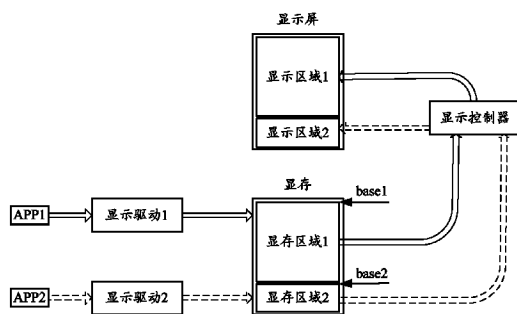 显示屏
显示区域1
显示控制器
显示区域2
显存
base1
APP1
显示驱动1
显存区域1
base2
APP2
显示驱动2
显存区域2